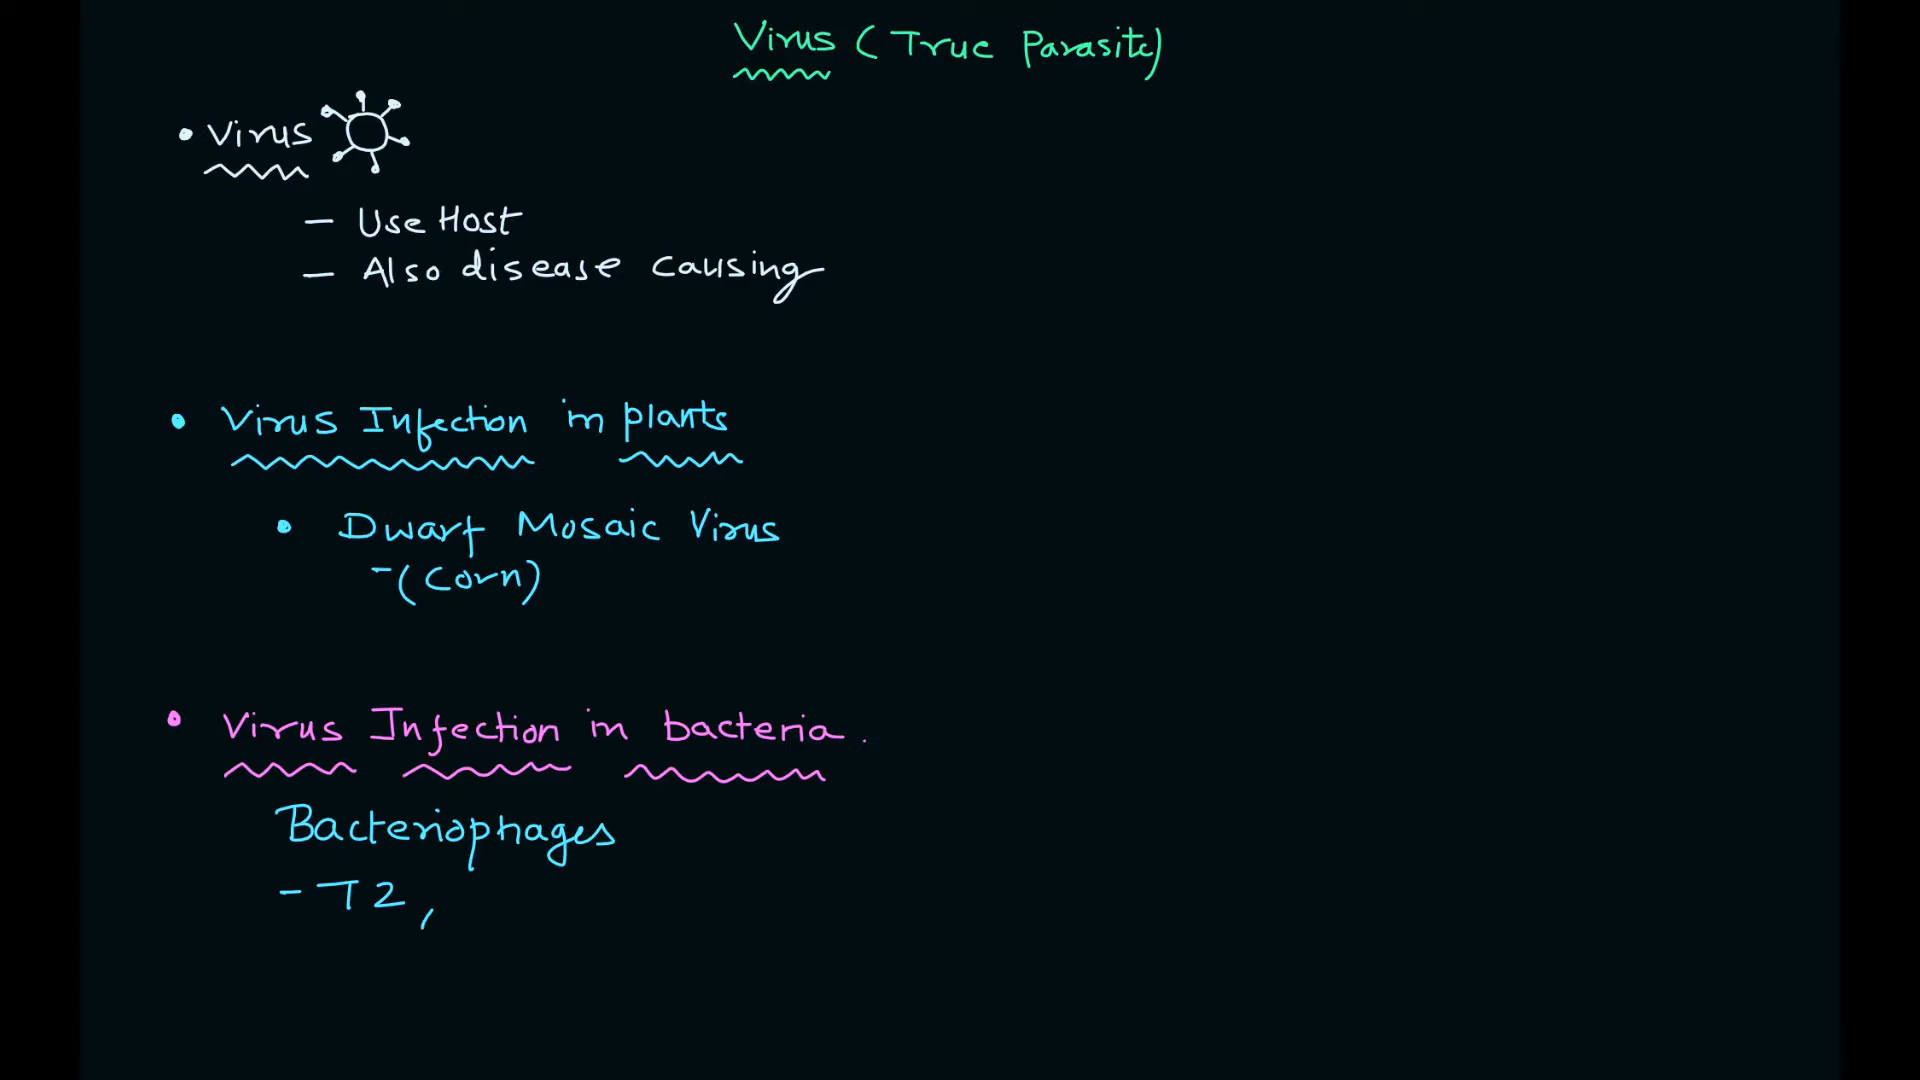 Virus (True Parasite)
• Virus
— Use Host
— Also disease causing
• Virus Infection in plants
• Dwarf Mosaic Virus
-(Corn)
• Virus Infection in bacteria.
Bacteriophages
- T2,